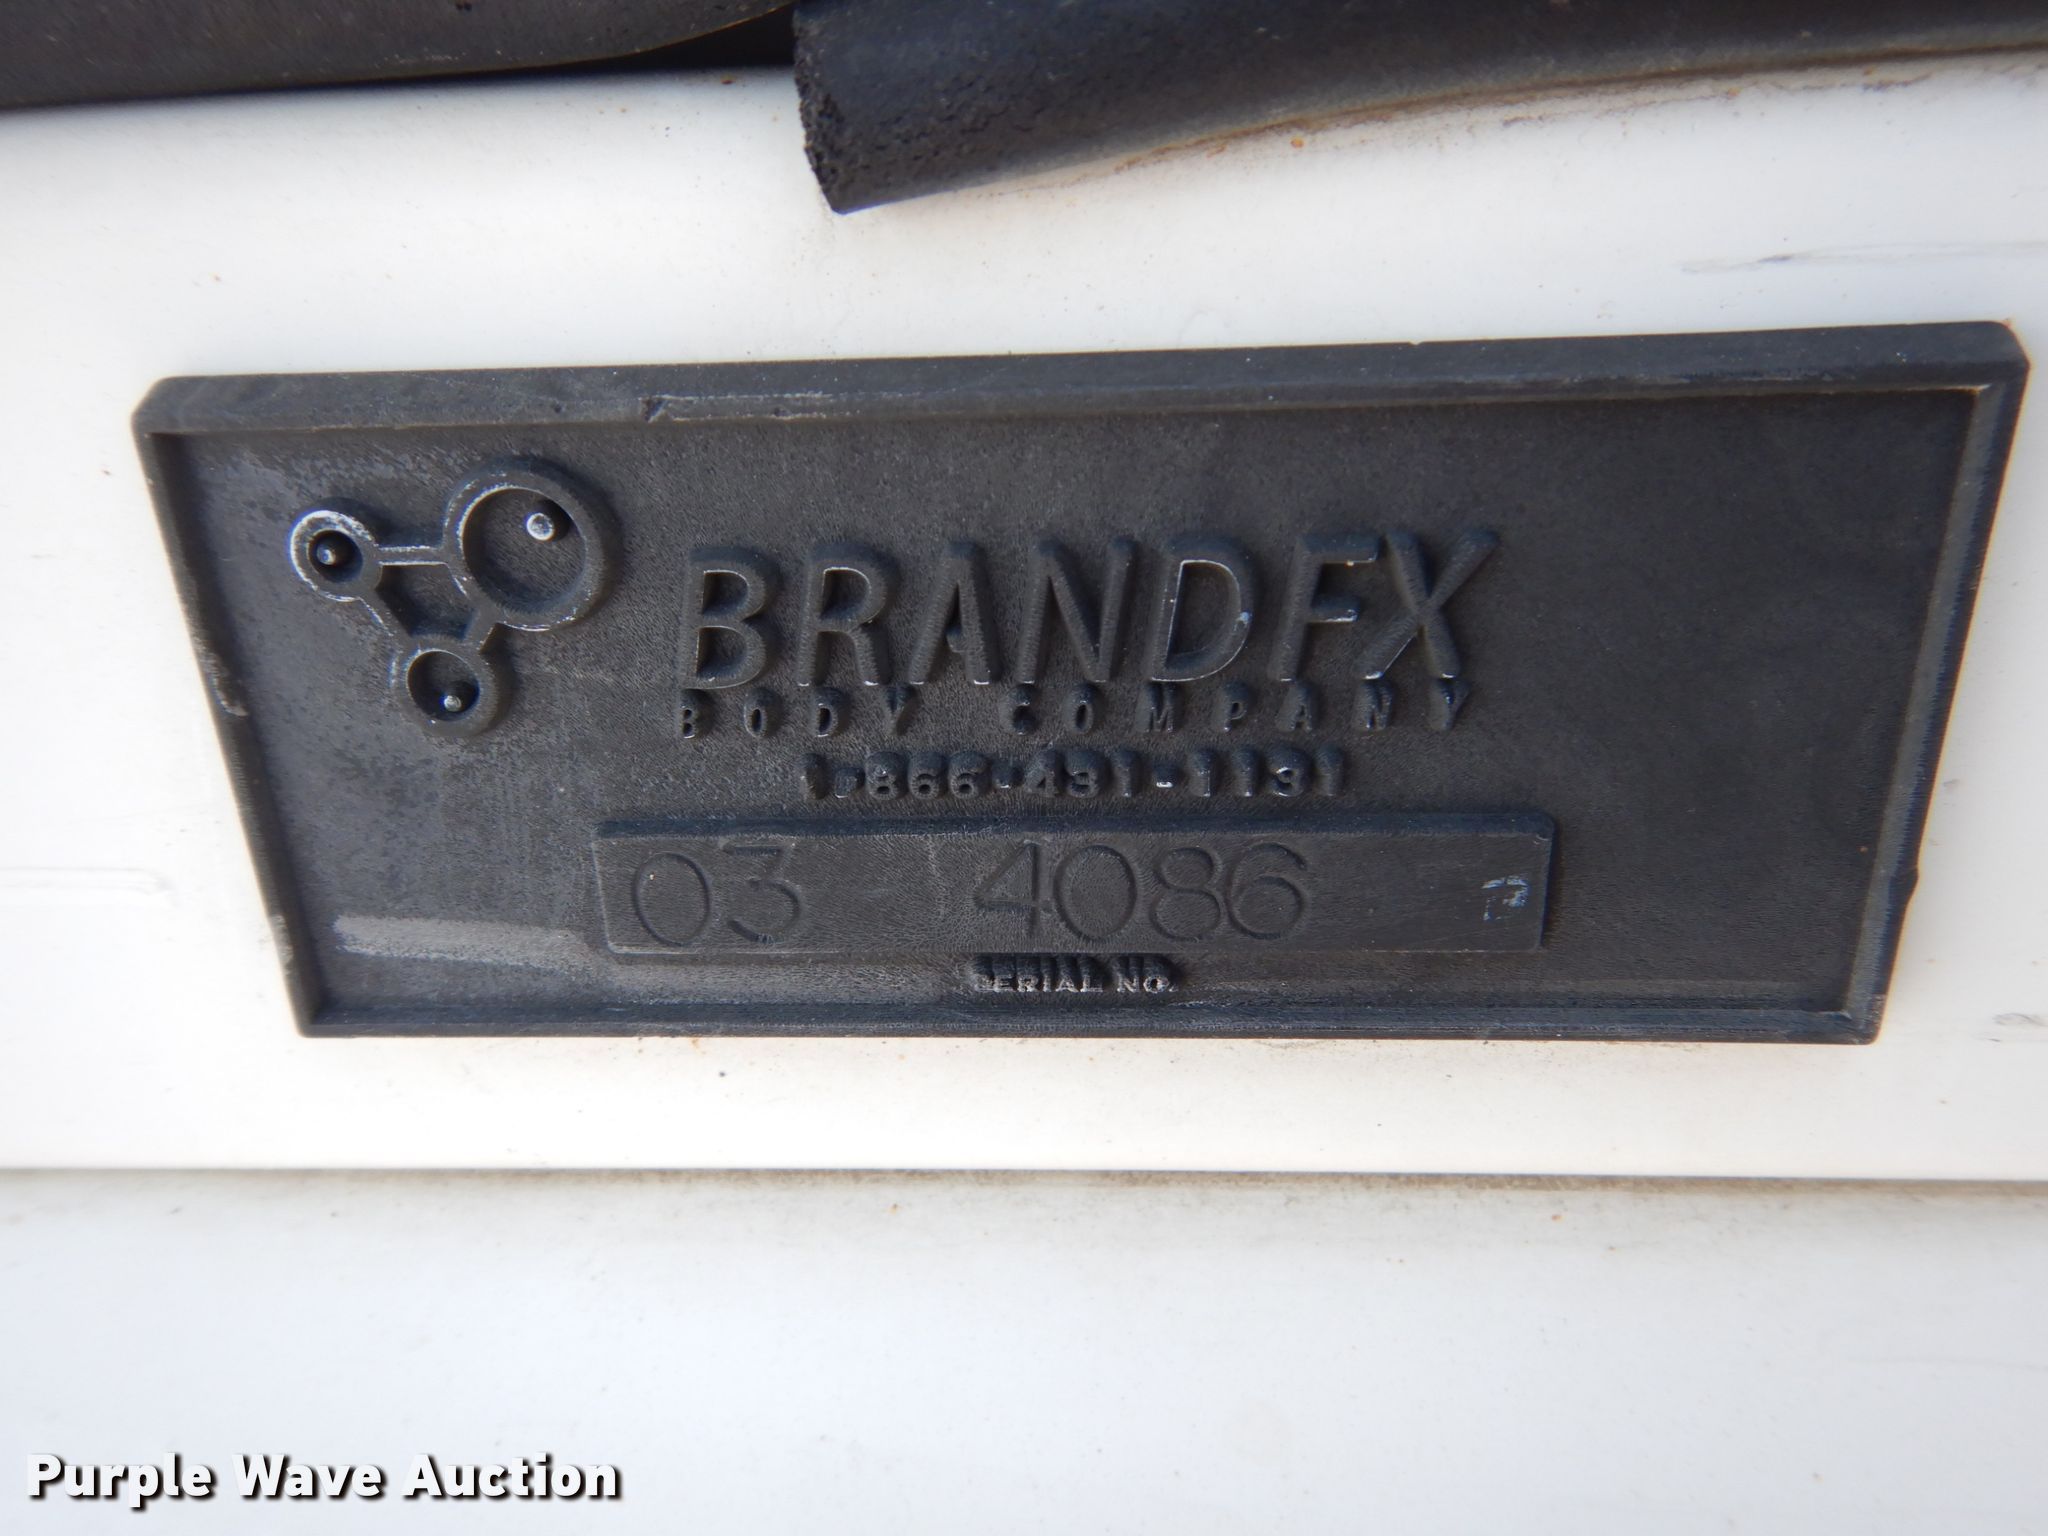 BRANDFX
BODY COMPANY
1-866-431-1131
03 4086
SERIAL NO.
Purple Wave Auction